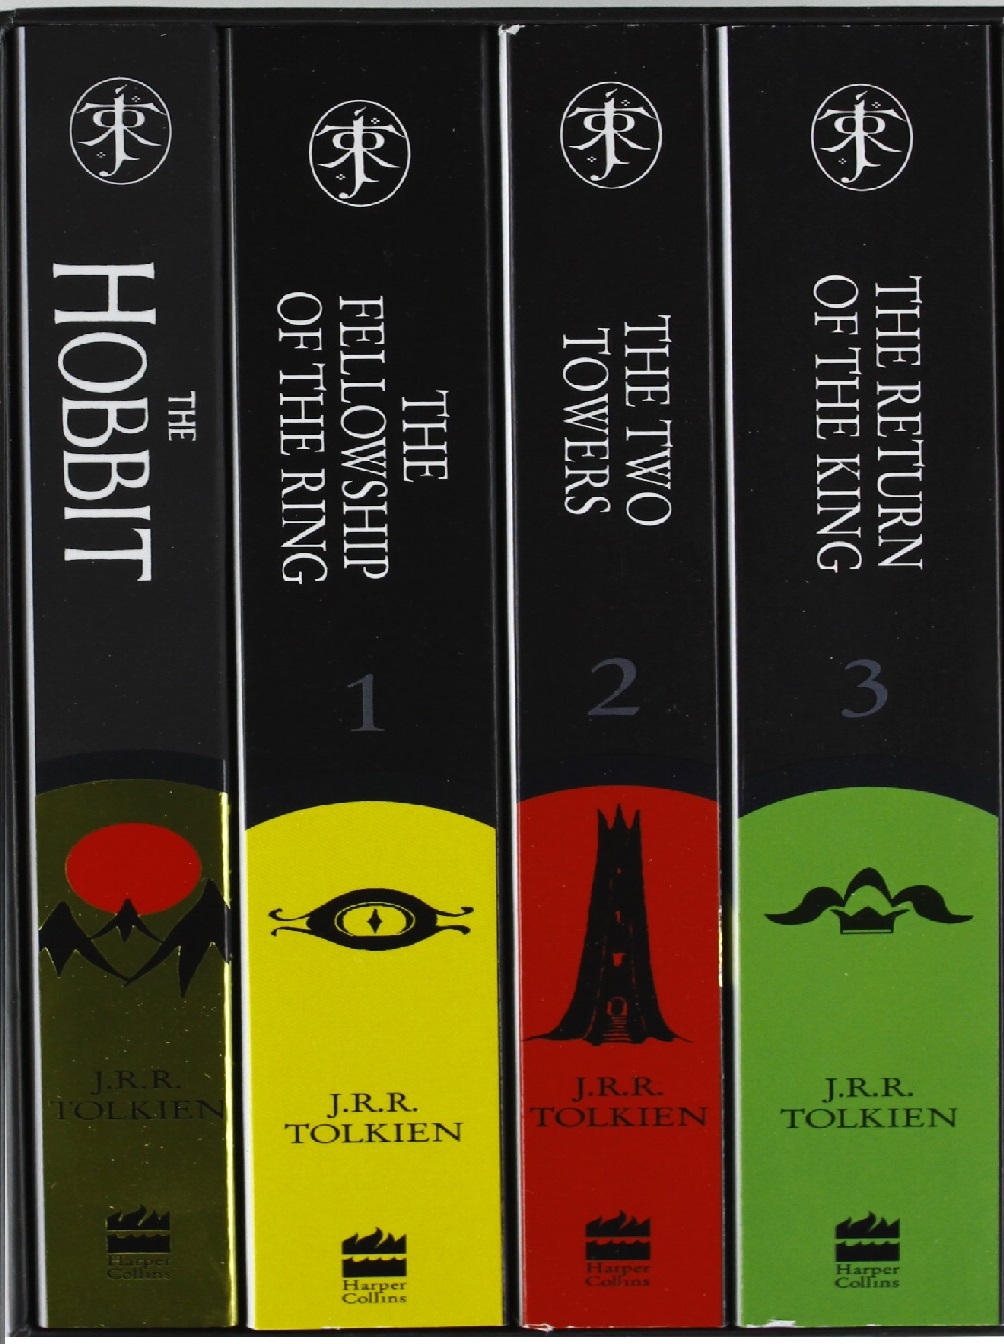 THE
HOBBIT
J.R.R.
TOLKIEN
Harper
Collins
THE
FELLOWSHIP
OF THE RING
1
J.R.R.
TOLKIEN
Harper
Collins
THE TWO
TOWERS
2
J.R.R.
TOLKIEN
Harper
Collins
THE RETURN
OF THE KING
3
J.R.R.
TOLKIEN
Harper
Collins